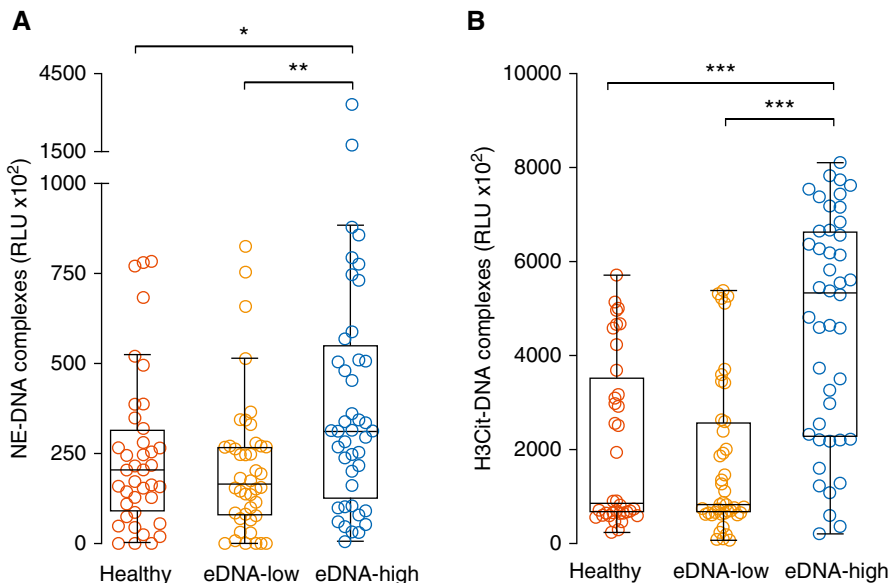 A
*
**
4500
1500
1000
750
500
250
0
NE-DNA complexes (RLU x10²)
Healthy
eDNA-low
eDNA-high
B
***
***
10000
8000
6000
4000
2000
0
H3Cit-DNA complexes (RLU x10²)
Healthy
eDNA-low
eDNA-high